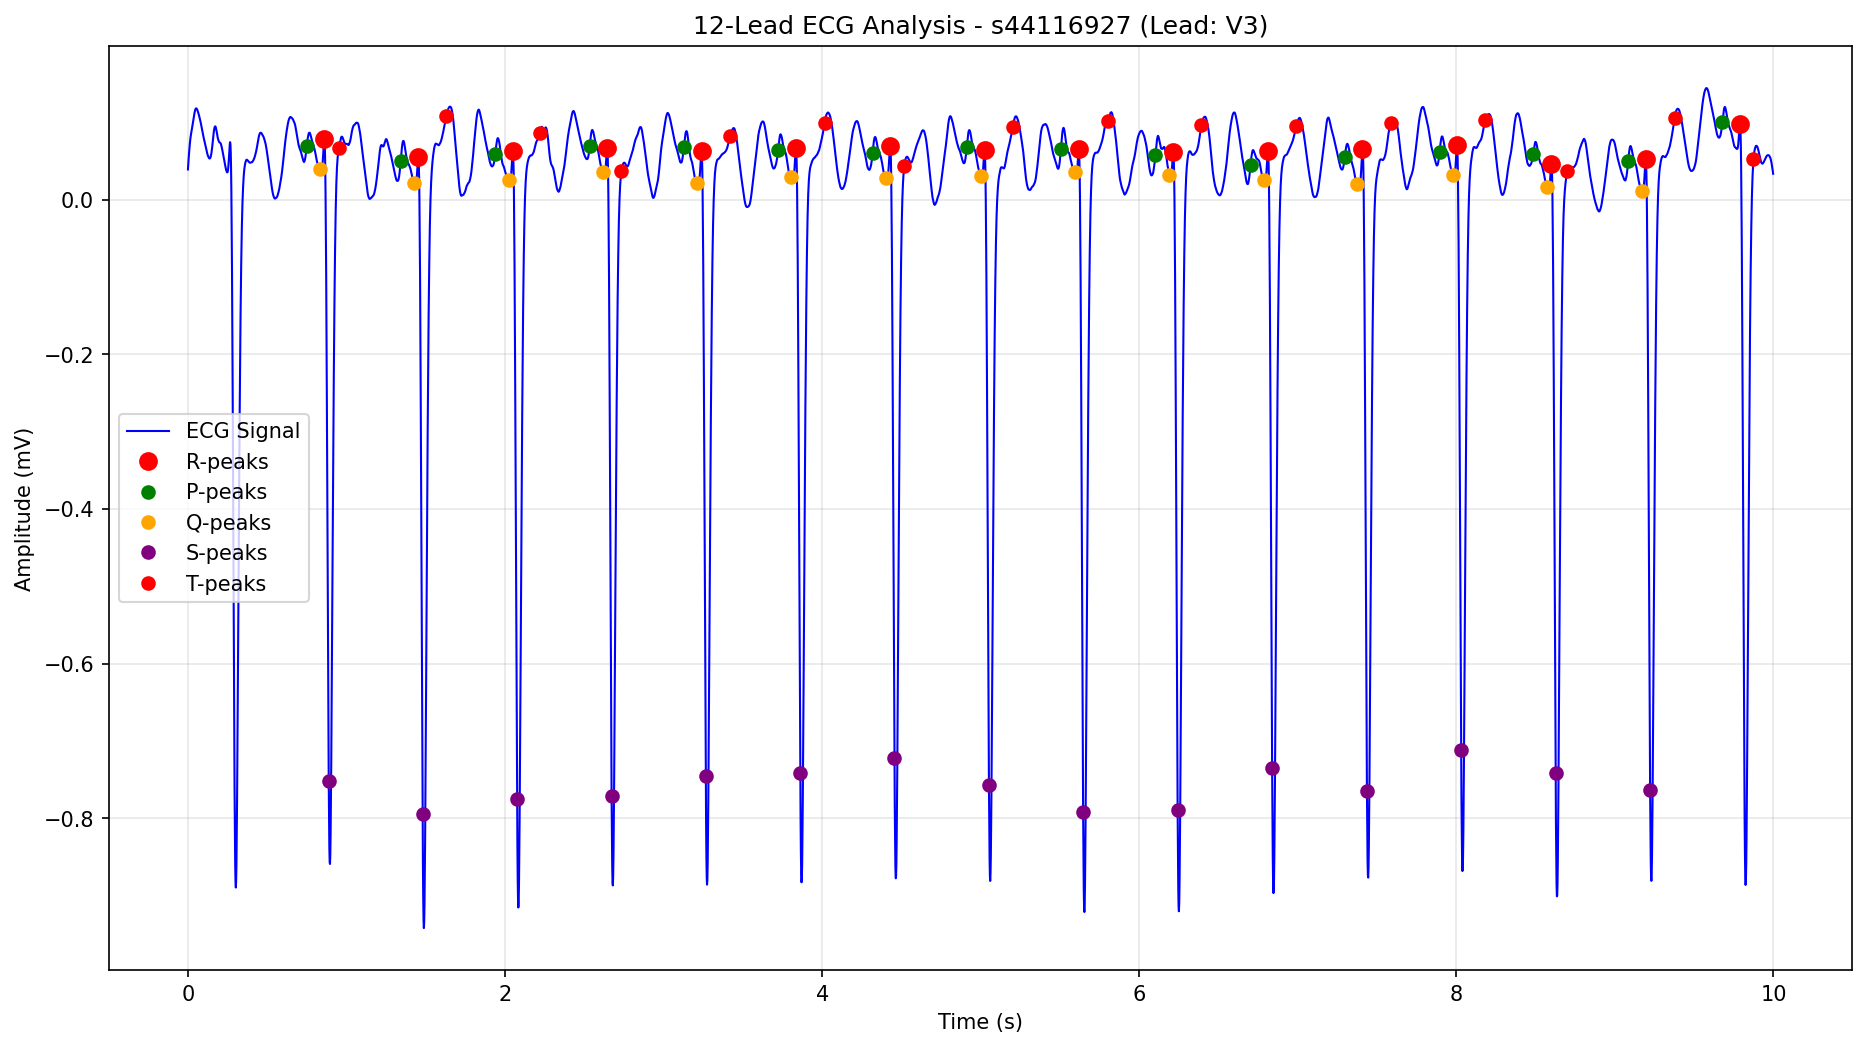 12-Lead ECG Analysis - s44116927 (Lead: V3)
Amplitude (mV)
0.0
−0.2
−0.4
−0.6
−0.8
ECG Signal
R-peaks
P-peaks
Q-peaks
S-peaks
T-peaks
0 2 4 6 8 10
Time (s)